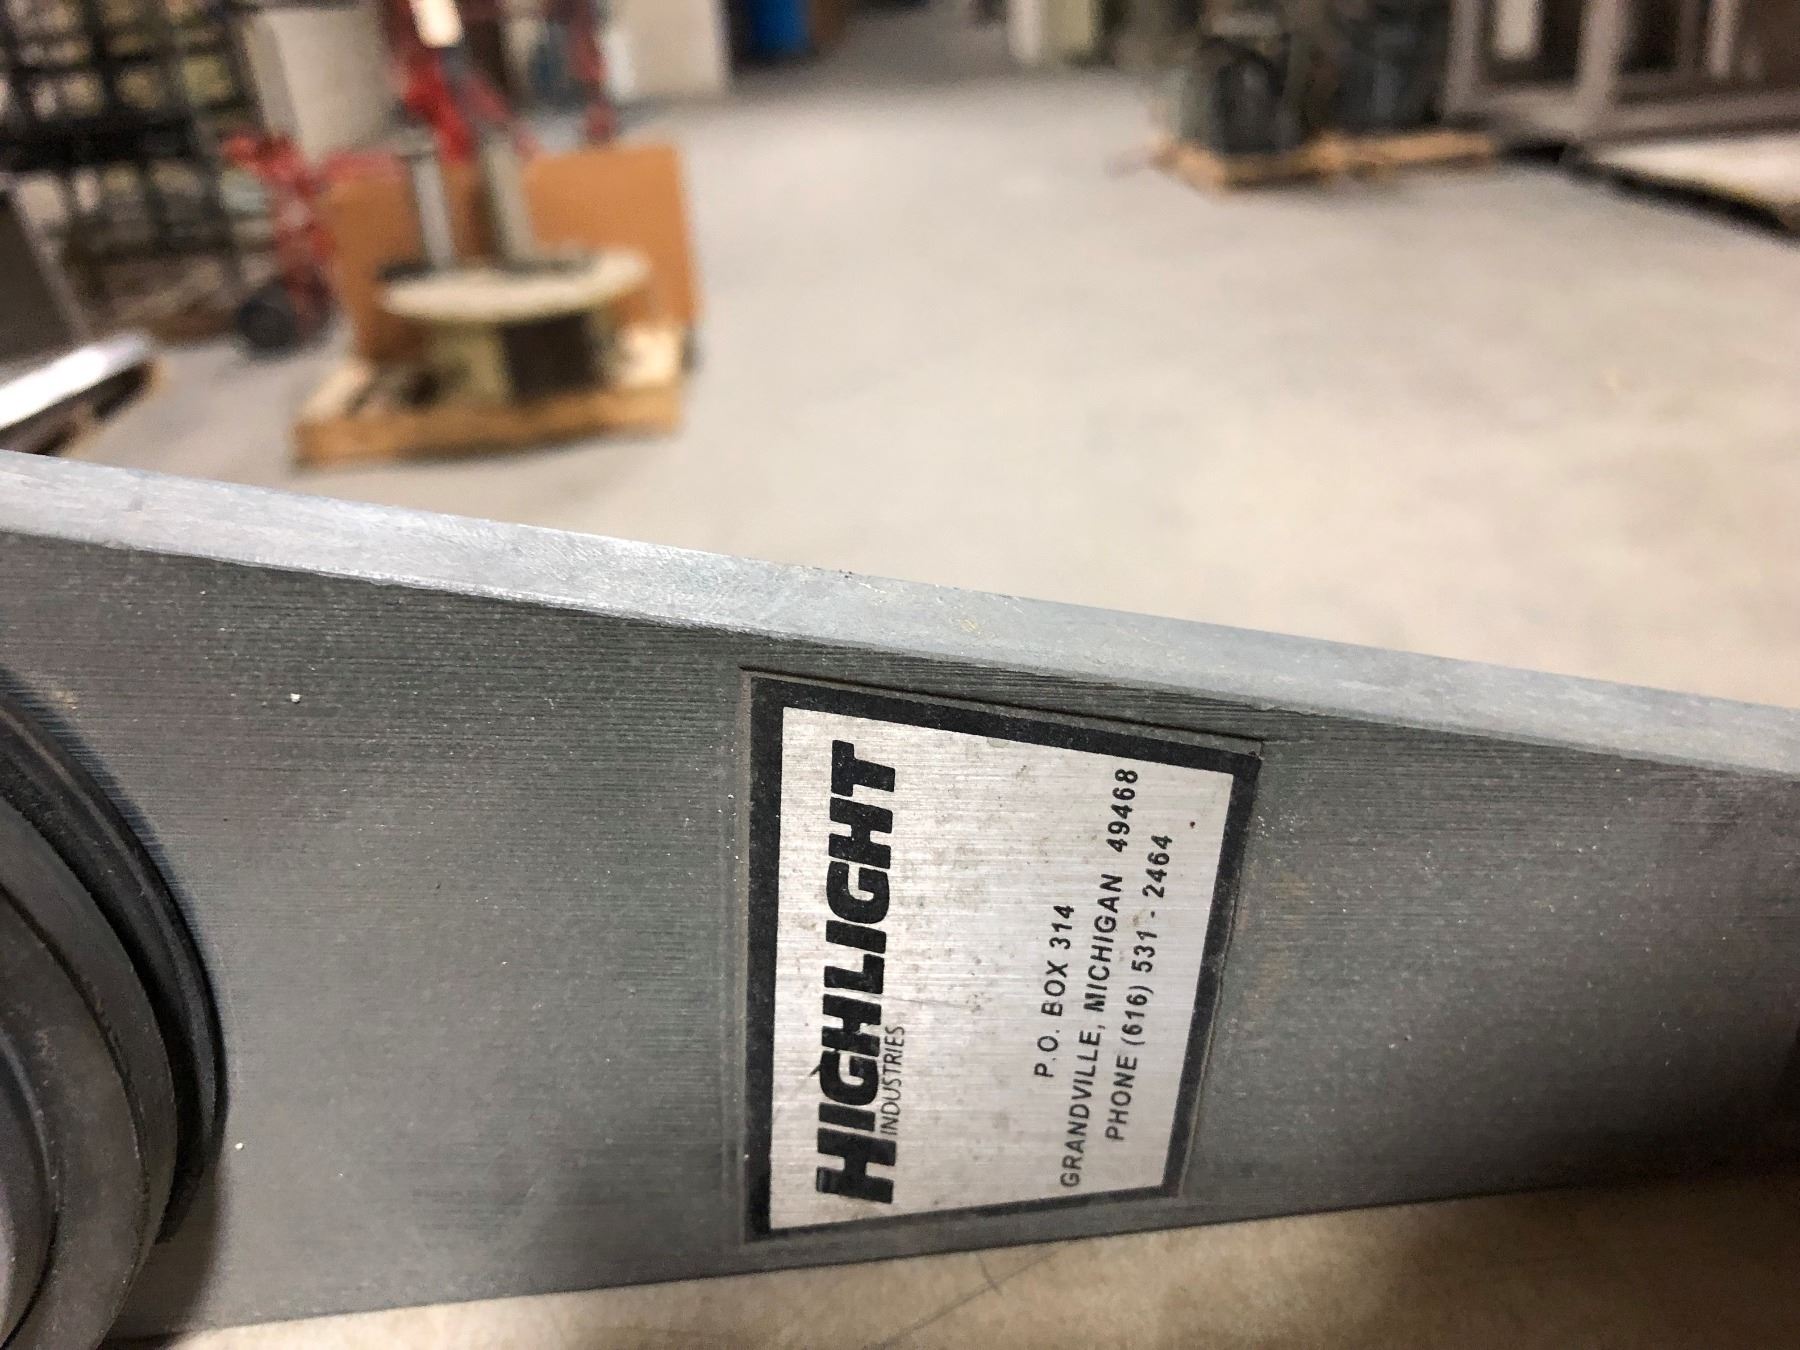 HIGHLIGHT
INDUSTRIES
P.O. BOX 314
GRANDVILLE, MICHIGAN 49468
PHONE (616) 531-2464